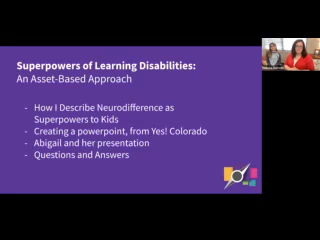 Superpowers of Learning Disabilities:
An Asset-Based Approach
- How I Describe Neurodifference as
Superpowers to Kids
- Creating a powerpoint, from Yes! Colorado
- Abigail and her presentation
- Questions and Answers